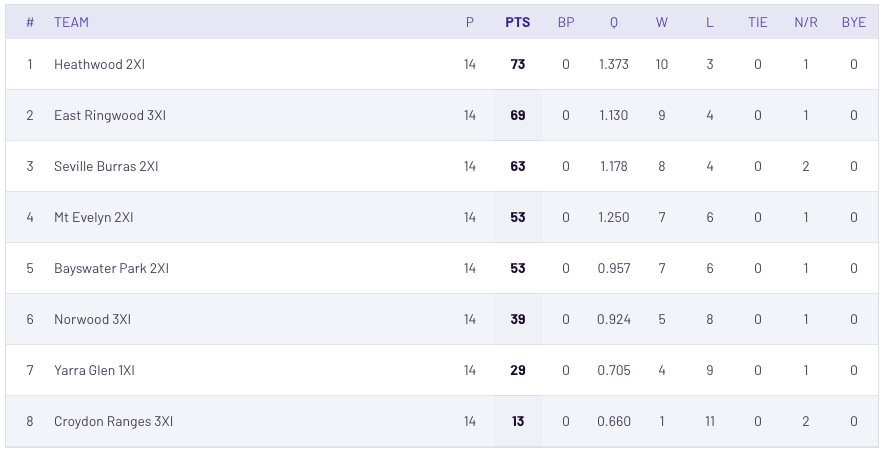 # TEAM P PTS BP Q W L TIE N/R BYE
1 Heathwood 2XI 14 73 0 1.373 10 3 0 1 0
2 East Ringwood 3XI 14 69 0 1.130 9 4 0 1 0
3 Seville Burras 2XI 14 63 0 1.178 8 4 0 2 0
4 Mt Evelyn 2XI 14 53 0 1.250 7 6 0 1 0
5 Bayswater Park 2XI 14 53 0 0.957 7 6 0 1 0
6 Norwood 3XI 14 39 0 0.924 5 8 0 1 0
7 Yarra Glen 1XI 14 29 0 0.705 4 9 0 1 0
8 Croydon Ranges 3XI 14 13 0 0.660 1 11 0 2 0